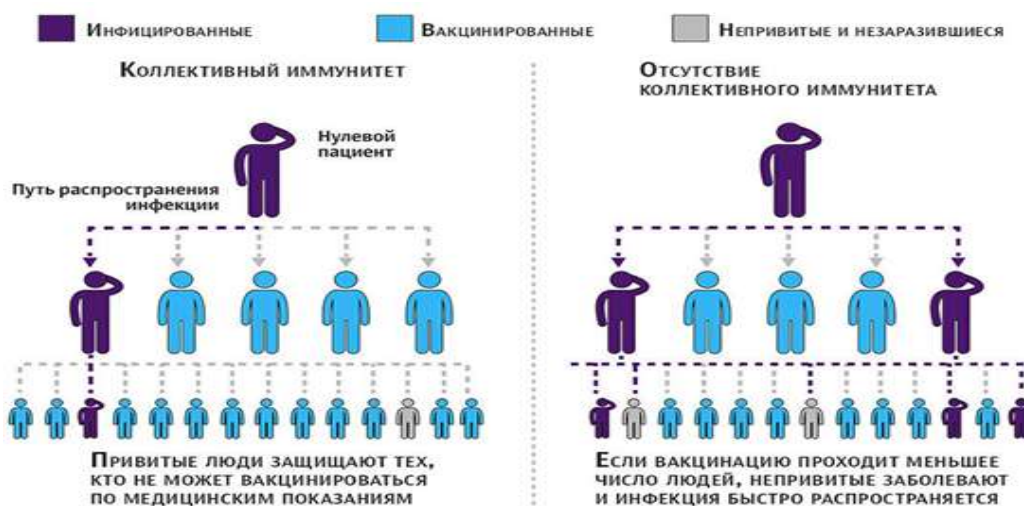 Инфицированные
Вакцинированные
Непривитые и незаразившиеся
Коллективный иммунитет
Нулевой
пациент
Путь распространения
инфекции
Привитые люди защищают тех,
кто не может вакцинироваться
по медицинским показаниям
Отсутствие
коллективного иммунитета
Если вакцинацию проходит меньшее
число людей, непривитые заболевают
и инфекция быстро распространяется